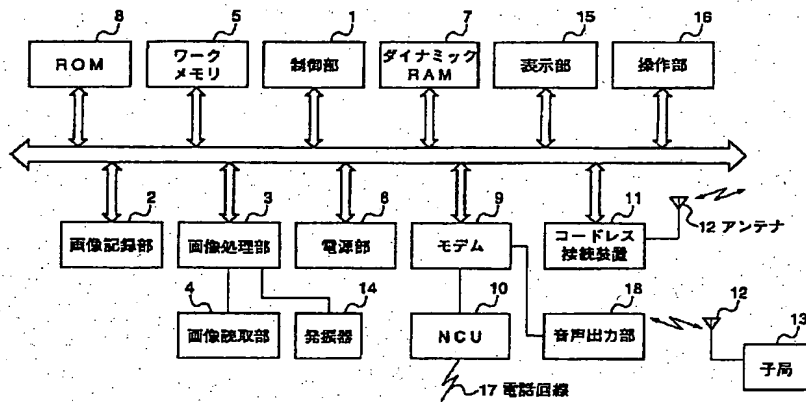 8
5
1
7
15
16
ROM
ワーク
メモリ
制御部
ダイナミック
RAM
表示部
操作部
2
3
6
9
11
画像記録部
画像処理部
電源部
モデム
コードレス
接続装置
12 アンテナ
4
14
10
18
12
13
画像読取部
発振器
NCU
音声出力部
子局
17 電話回線